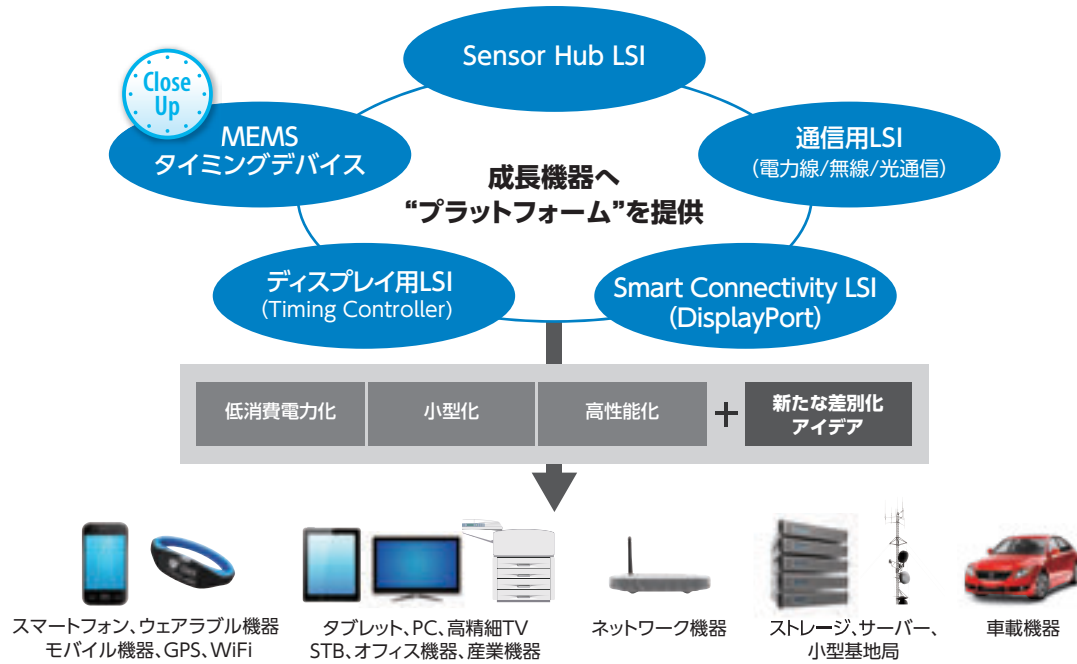 Sensor Hub LSI
Close
Up
MEMS
タイミングデバイス
通信用LSI
(電力線/無線/光通信)
成長機器へ
“プラットフォーム”を提供
ディスプレイ用LSI
(Timing Controller)
Smart Connectivity LSI
(DisplayPort)
低消費電力化
小型化
高性能化
+
新たな差別化
アイデア
スマートフォン、ウェアラブル機器
モバイル機器、GPS、WiFi
タブレット、PC、高精細TV
STB、オフィス機器、産業機器
ネットワーク機器
ストレージ、サーバー、
小型基地局
車載機器